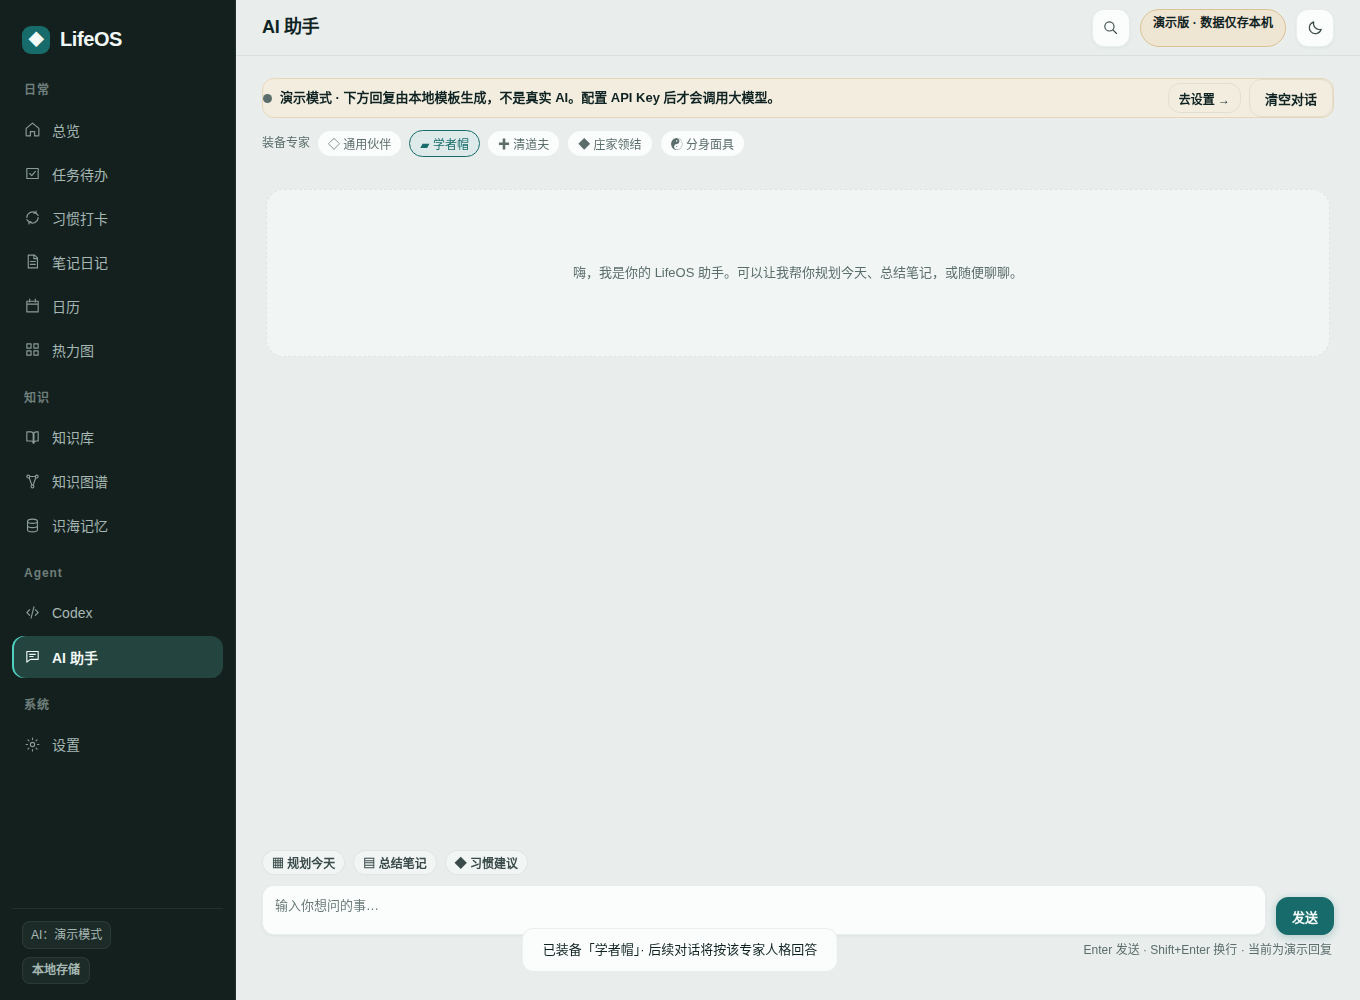 LifeOS
日常
总览
任务待办
习惯打卡
笔记日记
日历
热力图
知识
知识库
知识图谱
识海记忆
Agent
Codex
AI 助手
系统
设置
AI：演示模式
本地存储
AI 助手
演示版 · 数据仅存本机
演示模式 · 下方回复由本地模板生成，不是真实 AI。配置 API Key 后才会调用大模型。
去设置 →
清空对话
装备专家 ◇ 通用伙伴 ▰ 学者帽 ✚ 清道夫 ◆ 庄家领结 ☯ 分身面具
嗨，我是你的 LifeOS 助手。可以让我帮你规划今天、总结笔记，或随便聊聊。
▦ 规划今天 ▤ 总结笔记 ◆ 习惯建议
输入你想问的事…
发送
已装备「学者帽」· 后续对话将按该专家人格回答
Enter 发送 · Shift+Enter 换行 · 当前为演示回复